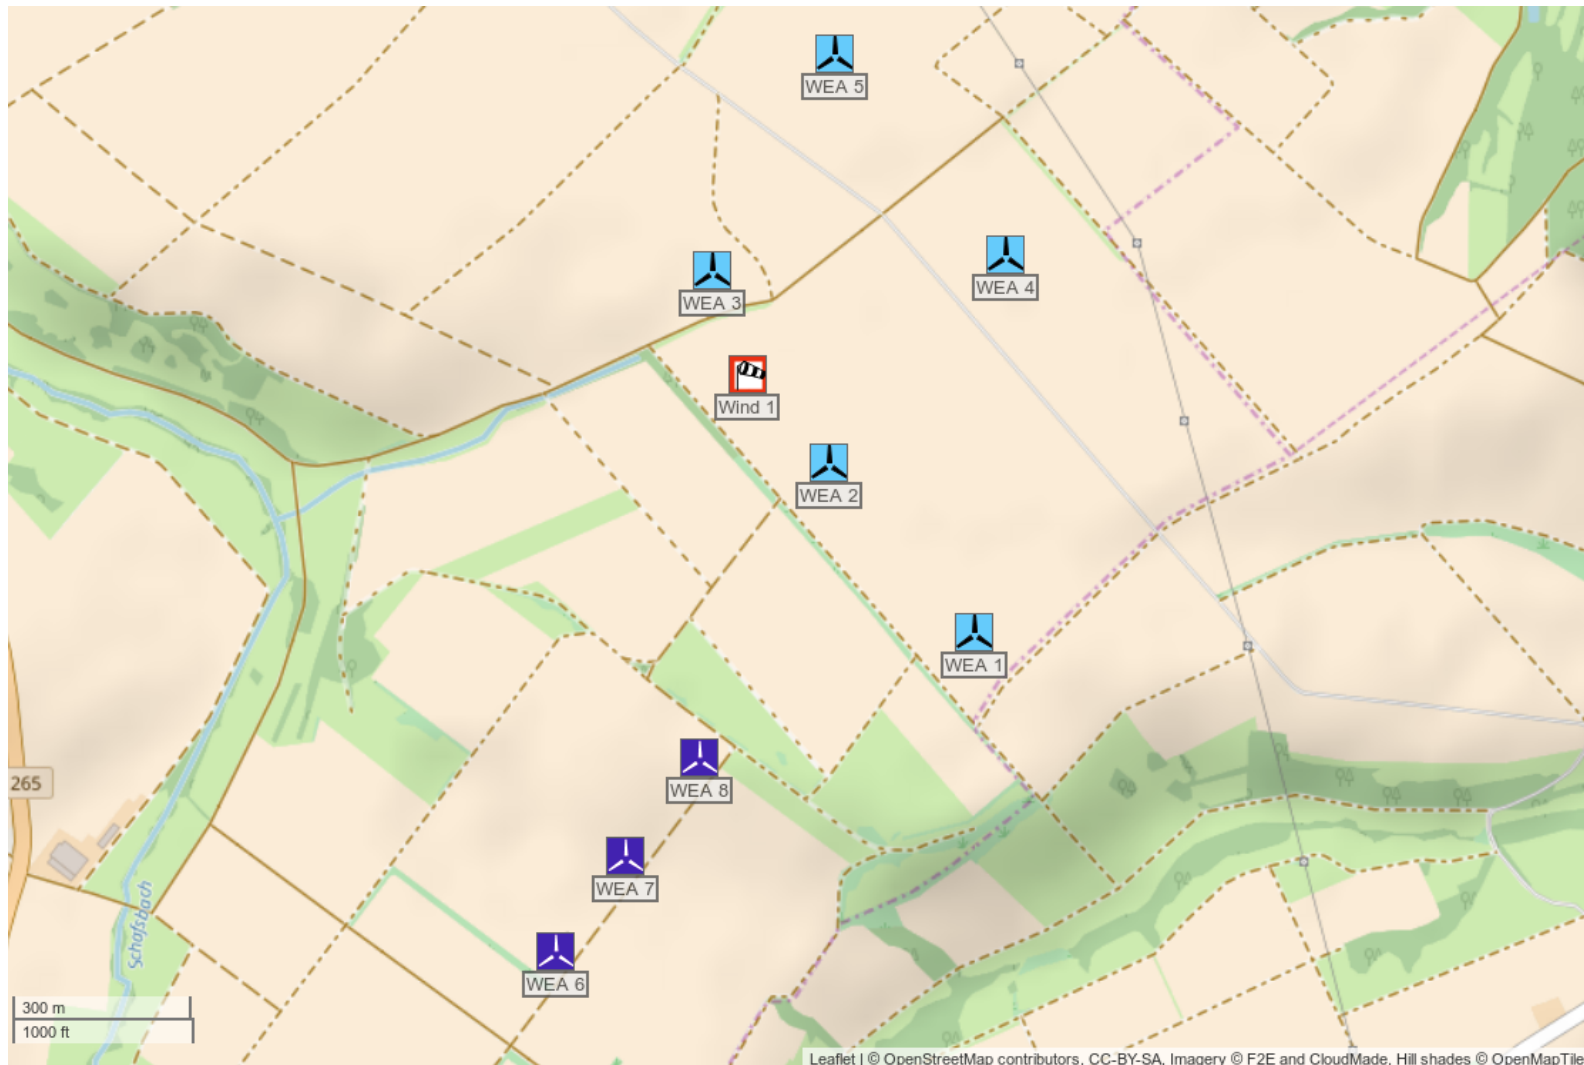 WEA 5
WEA 4
WEA 3
Wind 1
WEA 2
WEA 1
265
WEA 8
WEA 7
Schafsbach
WEA 6
300 m
1000 ft
Leaflet | © OpenStreetMap contributors, CC-BY-SA, Imagery © F2E and CloudMade, Hill shades © OpenMapTile